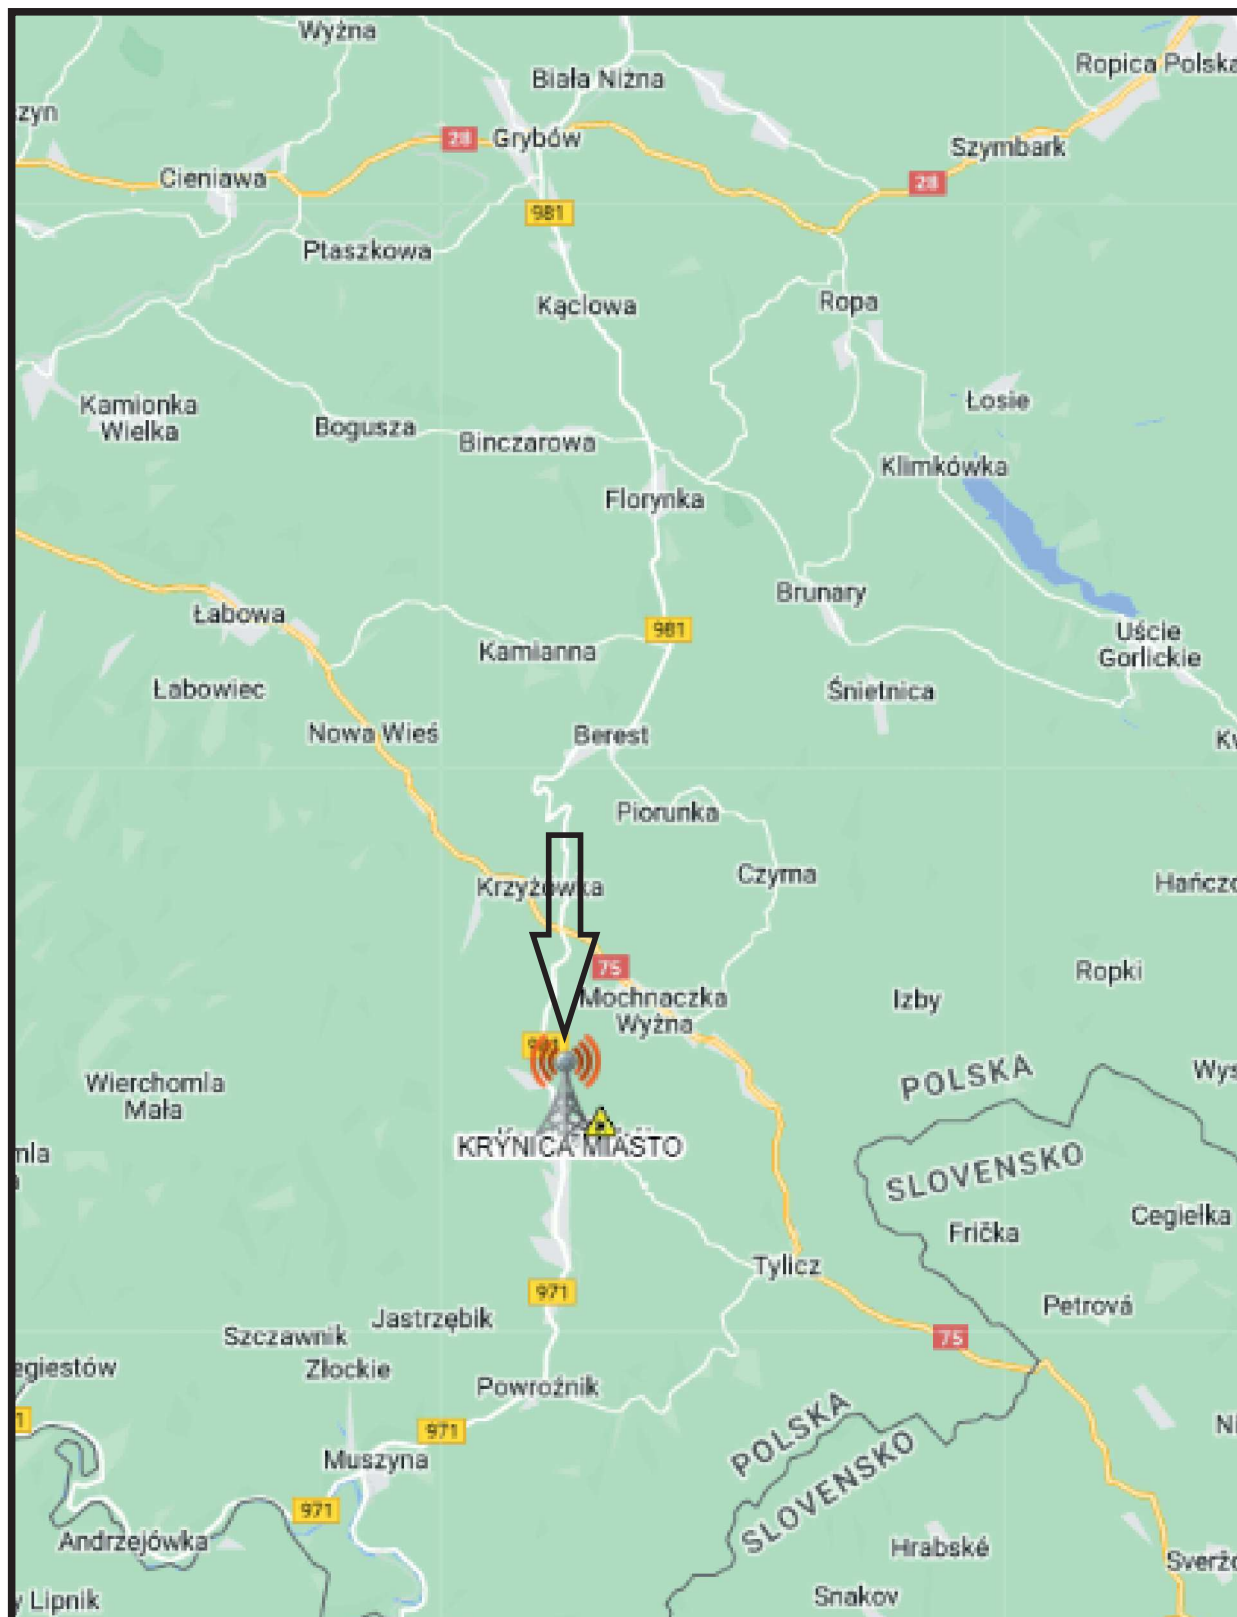 Wyżna
Ropica Polska
Biała Niżna
zyn
28
Grybów
Szymbark
Cieniawa
28
981
Ptaszkowa
Kąclowa
Ropa
Kamionka
Wielka
Łosie
Bogusza
Binczarowa
Klimkówka
Florynka
Brunary
Łabowa
981
Uście
Gorlickie
Kamianna
Łabowiec
Śnietnica
Nowa Wieś
Berest
Piorunka
Czyrna
Krzyżówka
75
Ropki
Mochnaczka
Wyżna
Izby
POLSKA
Wierchomla
Mała
KRYNICA MIASTO
SLOVENSKO
Cegiełka
Frička
Tylicz
971
Petrová
Jastrzębik
Szczawnik
75
Złockie
egiestów
Powroźnik
POLSKA
971
SLOVENSKO
Muszyna
971
Andrzejówka
Hrabské
Snakov
y Lipnik